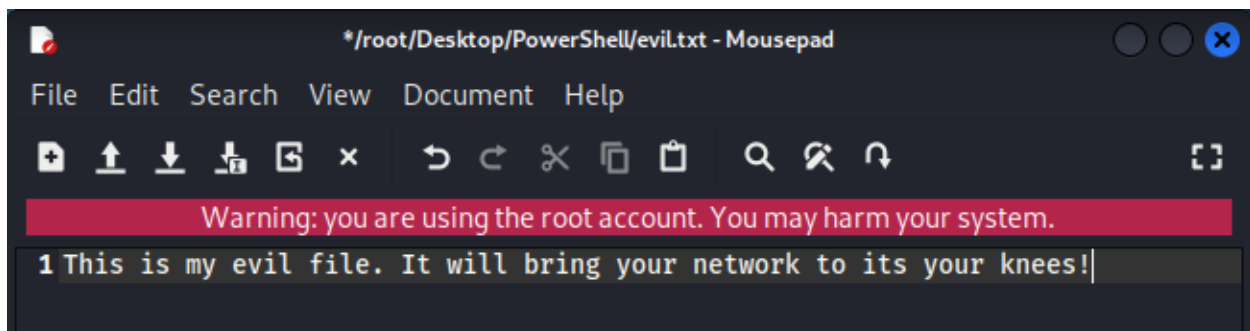 */root/Desktop/PowerShell/evil.txt - Mousepad
File Edit Search View Document Help
Warning: you are using the root account. You may harm your system.
1 This is my evil file. It will bring your network to its your knees!